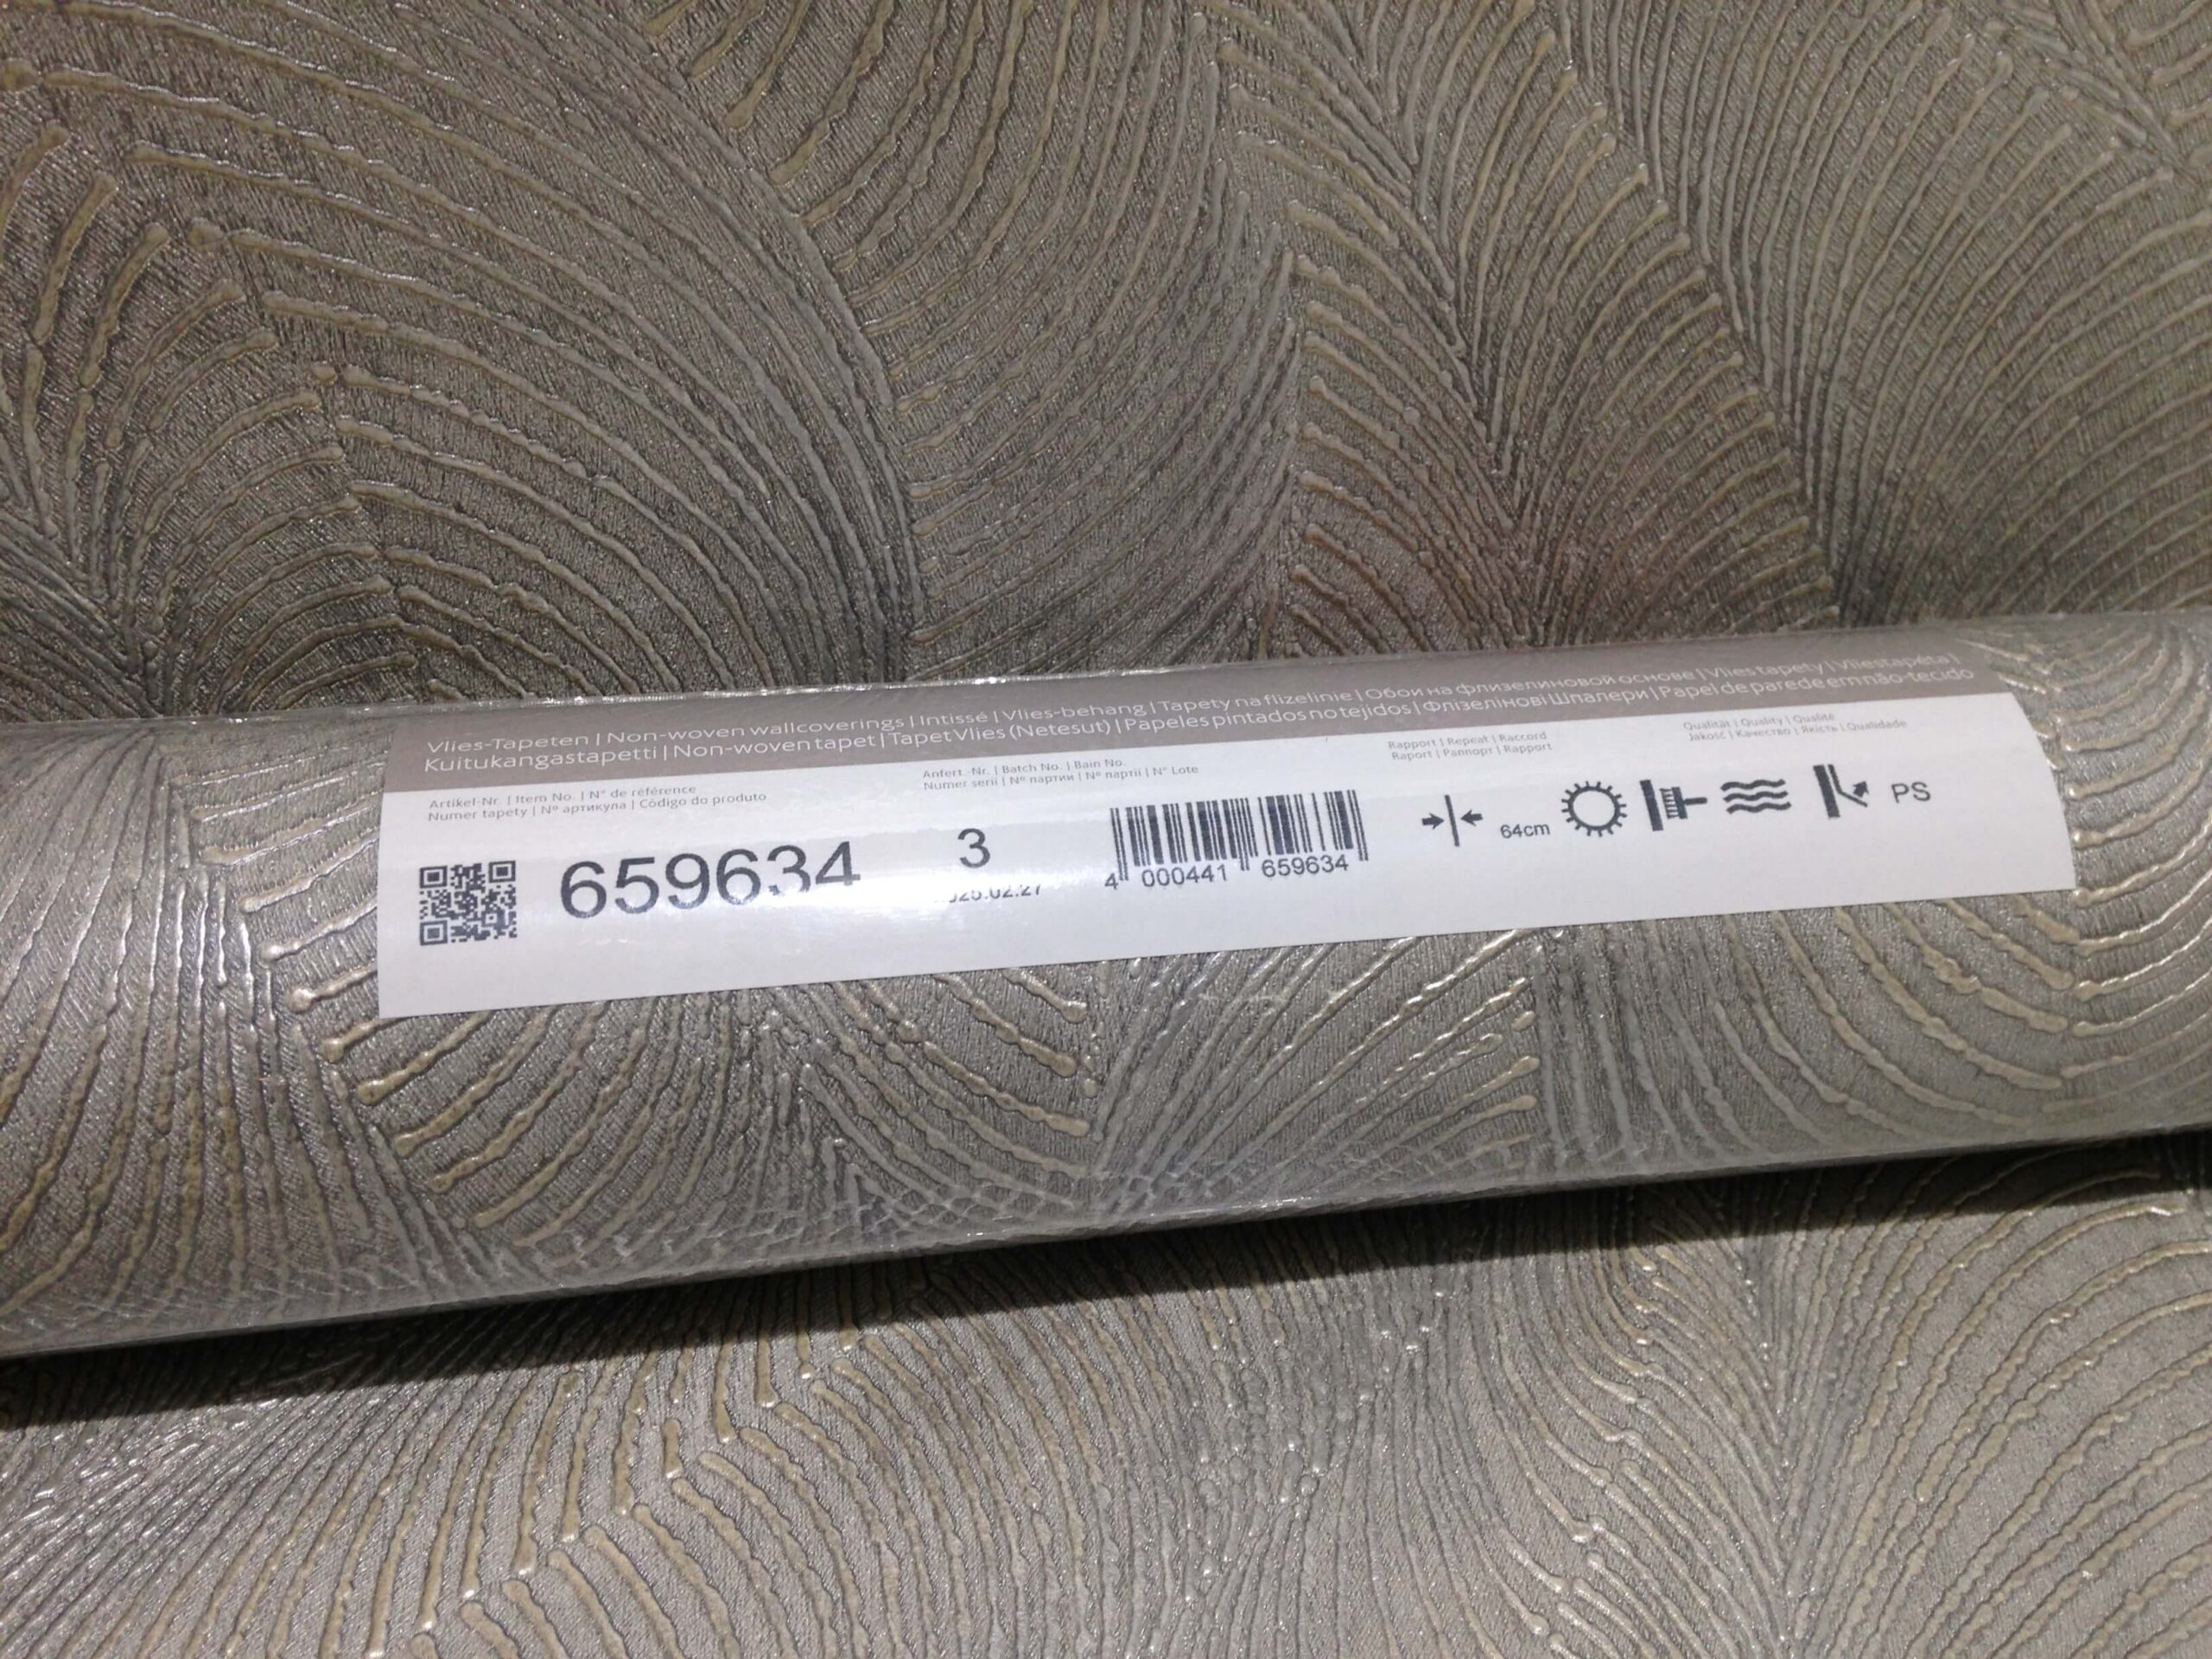 Vlies-Tapeten | Non-woven wallcoverings | Intissé | Vlies-behang | Tapety na flizelinie | Обои на флизелиновой основе | Vliestapety | Vliestapéta |
Kuitukangastapetti | Non-woven tapet | Tapet Vlies (Netesut) | Papeles pintados no tejidos | Флізелінові Шпалери | Papel de parede em não-tecido
Artikel-Nr. | Item No. | N° de référence
Numer tapety | Nº артикула | Código do produto
659634
Anfert.-Nr. | Batch No. | Bain No.
Numer serii | Nº партии | Nº партії | N° Lote
3
4 000441 659634
Rapport | Repeat | Raccord
Raport | Раппорт | Rapport
64cm
Qualität | Quality | Qualité
Jakość | Качество | Якість | Qualidade
PS